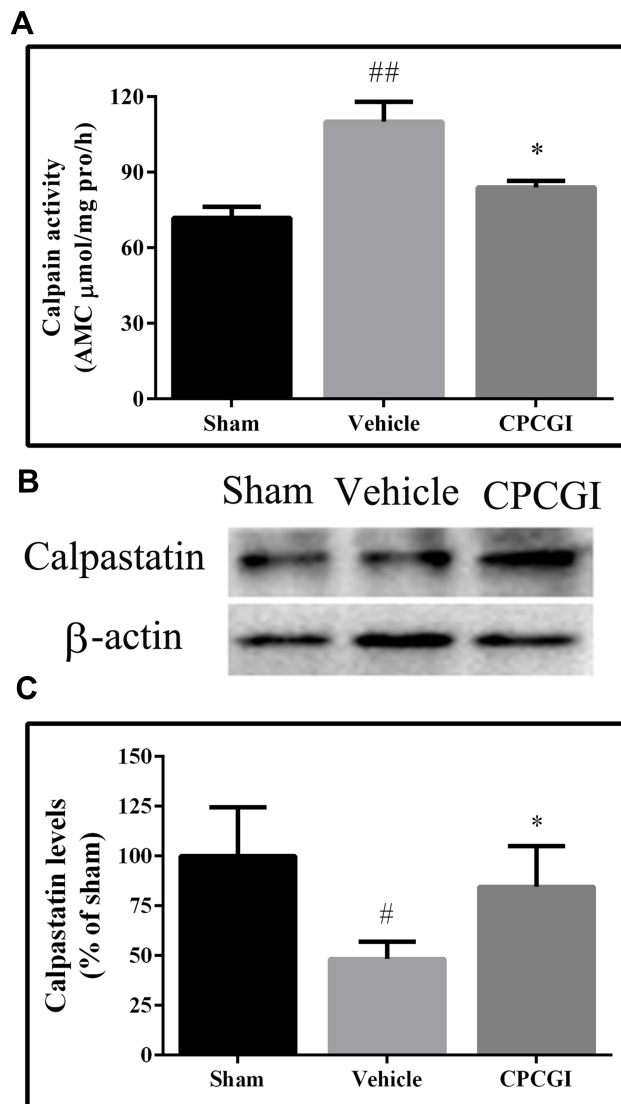 A
Calpain activity
(AMC μmol/mg pro/h)
120
90
60
30
0
##
*
Sham Vehicle CPCGI
B
Sham Vehicle CPCGI
Calpastatin
β-actin
C
Calpastatin levels
(% of sham)
150
125
100
75
50
25
0
#
*
Sham Vehicle CPCGI